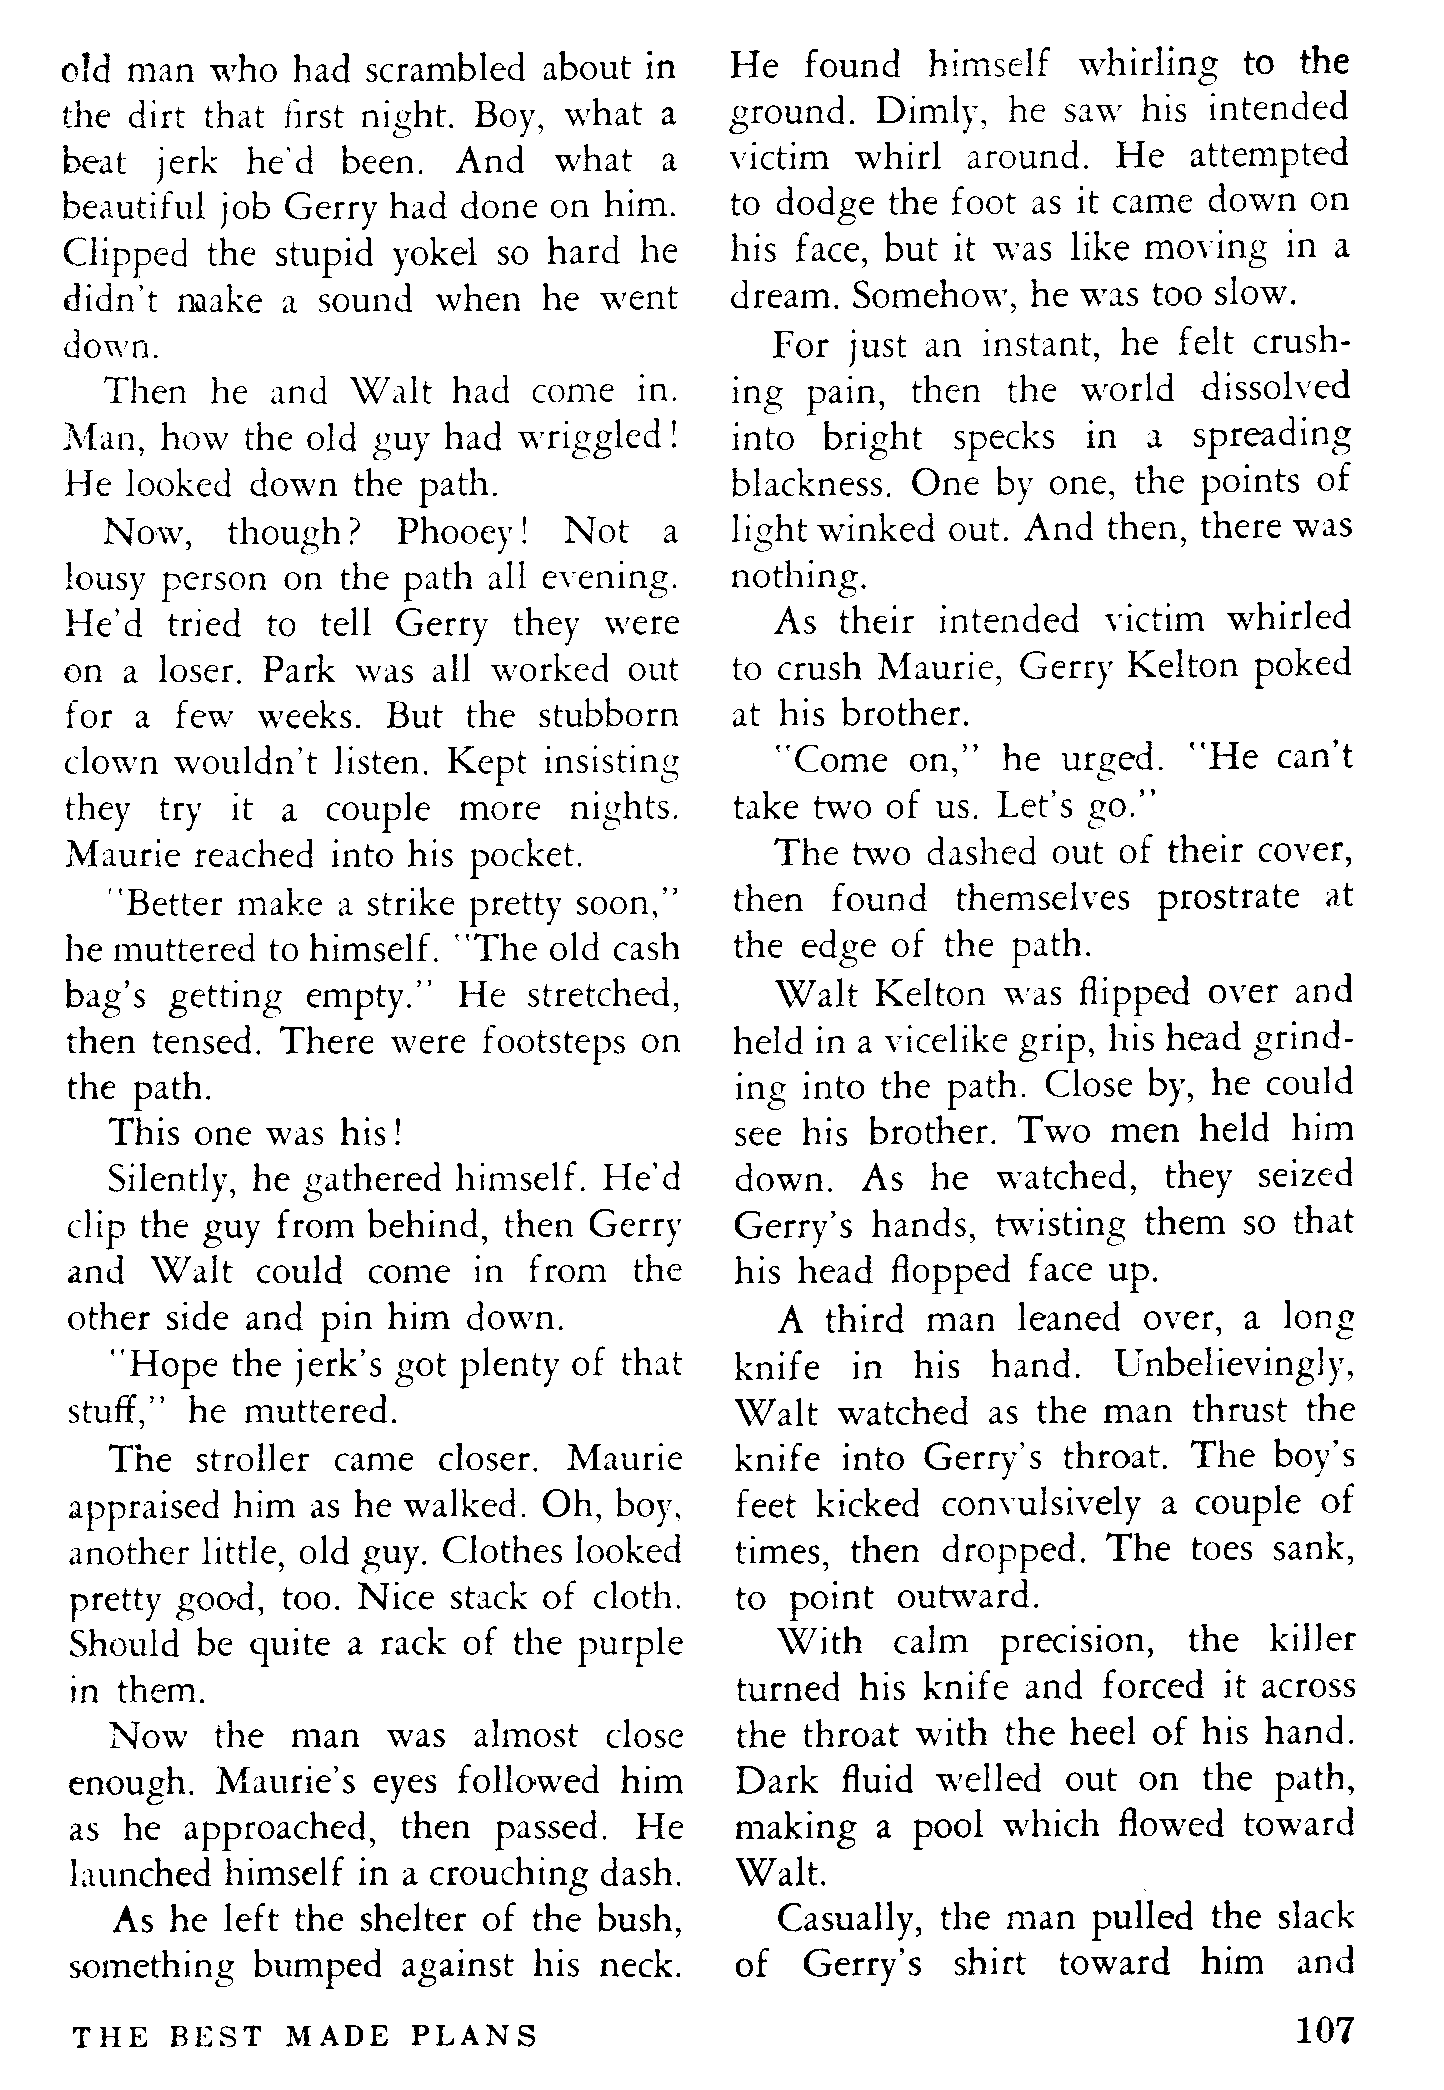 old man who had scrambled about in
the dirt that first night. Boy, what a
beat jerk he'd been. And what a
beautiful job Gerry had done on him.
Clipped the stupid yokel so hard he
didn't make a sound when he went
down.
Then he and Walt had come in.
Man, how the old guy had wriggled!
He looked down the path.
Now, though? Phooey! Not a
lousy person on the path all evening.
He'd tried to tell Gerry they were
on a loser. Park was all worked out
for a few weeks. But the stubborn
clown wouldn't listen. Kept insisting
they try it a couple more nights.
Maurie reached into his pocket.
"Better make a strike pretty soon,"
he muttered to himself. "The old cash
bag's getting empty." He stretched,
then tensed. There were footsteps on
the path.
This one was his!
Silently, he gathered himself. He'd
clip the guy from behind, then Gerry
and Walt could come in from the
other side and pin him down.
"Hope the jerk's got plenty of that
stuff," he muttered.
The stroller came closer. Maurie
appraised him as he walked. Oh, boy,
another little, old guy. Clothes looked
pretty good, too. Nice stack of cloth.
Should be quite a rack of the purple
in them.
Now the man was almost close
enough. Maurie's eyes followed him
as he approached, then passed. He
launched himself in a crouching dash.
As he left the shelter of the bush,
something bumped against his neck.
He found himself whirling to the
ground. Dimly, he saw his intended
victim whirl around. He attempted
to dodge the foot as it came down on
his face, but it was like moving in a
dream. Somehow, he was too slow.
For just an instant, he felt crush-
ing pain, then the world dissolved
into bright specks in a spreading
blackness. One by one, the points of
light winked out. And then, there was
nothing.
As their intended victim whirled
to crush Maurie, Gerry Kelton poked
at his brother.
"Come on," he urged. "He can't
take two of us. Let's go."
The two dashed out of their cover,
then found themselves prostrate at
the edge of the path.
Walt Kelton was flipped over and
held in a vicelike grip, his head grind-
ing into the path. Close by, he could
see his brother. Two men held him
down. As he watched, they seized
Gerry's hands, twisting them so that
his head flopped face up.
A third man leaned over, a long
knife in his hand. Unbelievingly,
Walt watched as the man thrust the
knife into Gerry's throat. The boy's
feet kicked convulsively a couple of
times, then dropped. The toes sank,
to point outward.
With calm precision, the killer
turned his knife and forced it across
the throat with the heel of his hand.
Dark fluid welled out on the path,
making a pool which flowed toward
Walt.
Casually, the man pulled the slack
of Gerry's shirt toward him and
THE BEST MADE PLANS
107